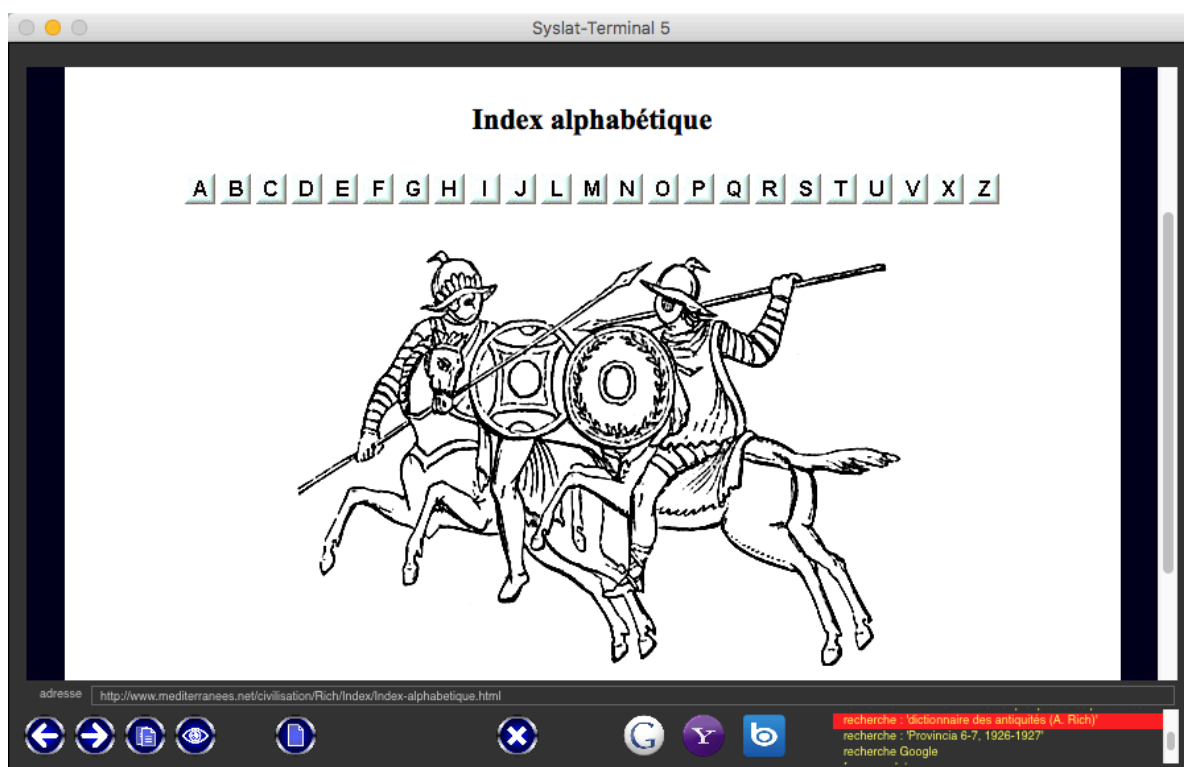 Syslat-Terminal 5
Index alphabétique
A B C D E F G H I J L M N O P Q R S T U V X Z
adresse http://www.mediterranees.net/civilisation/Rich/Index/Index-alphabetique.html
G Y b
recherche : 'dictionnaire des antiquités (A. Rich)'
recherche : 'Provincia 6-7, 1926-1927'
recherche Google